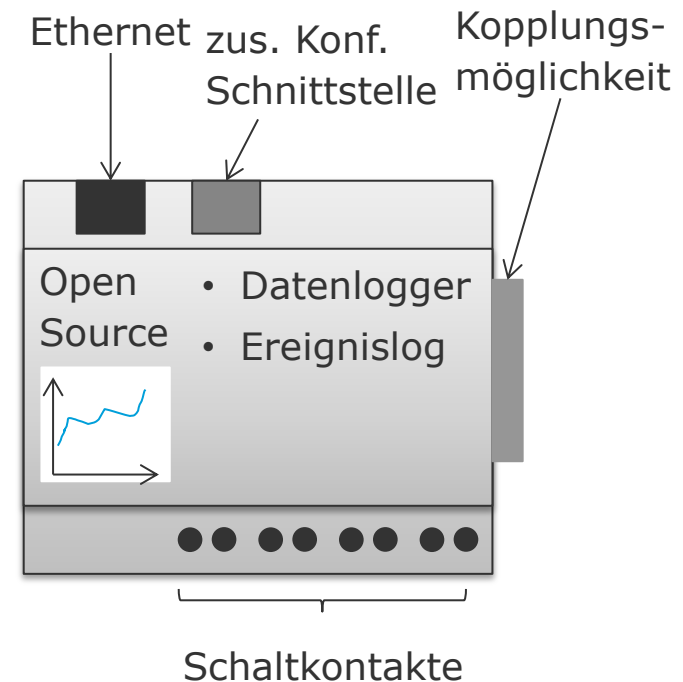 Ethernet
zus. Konf.
Schnittstelle
Kopplungs-
möglichkeit
Open
Source
• Datenlogger
• Ereignislog
Schaltkontakte